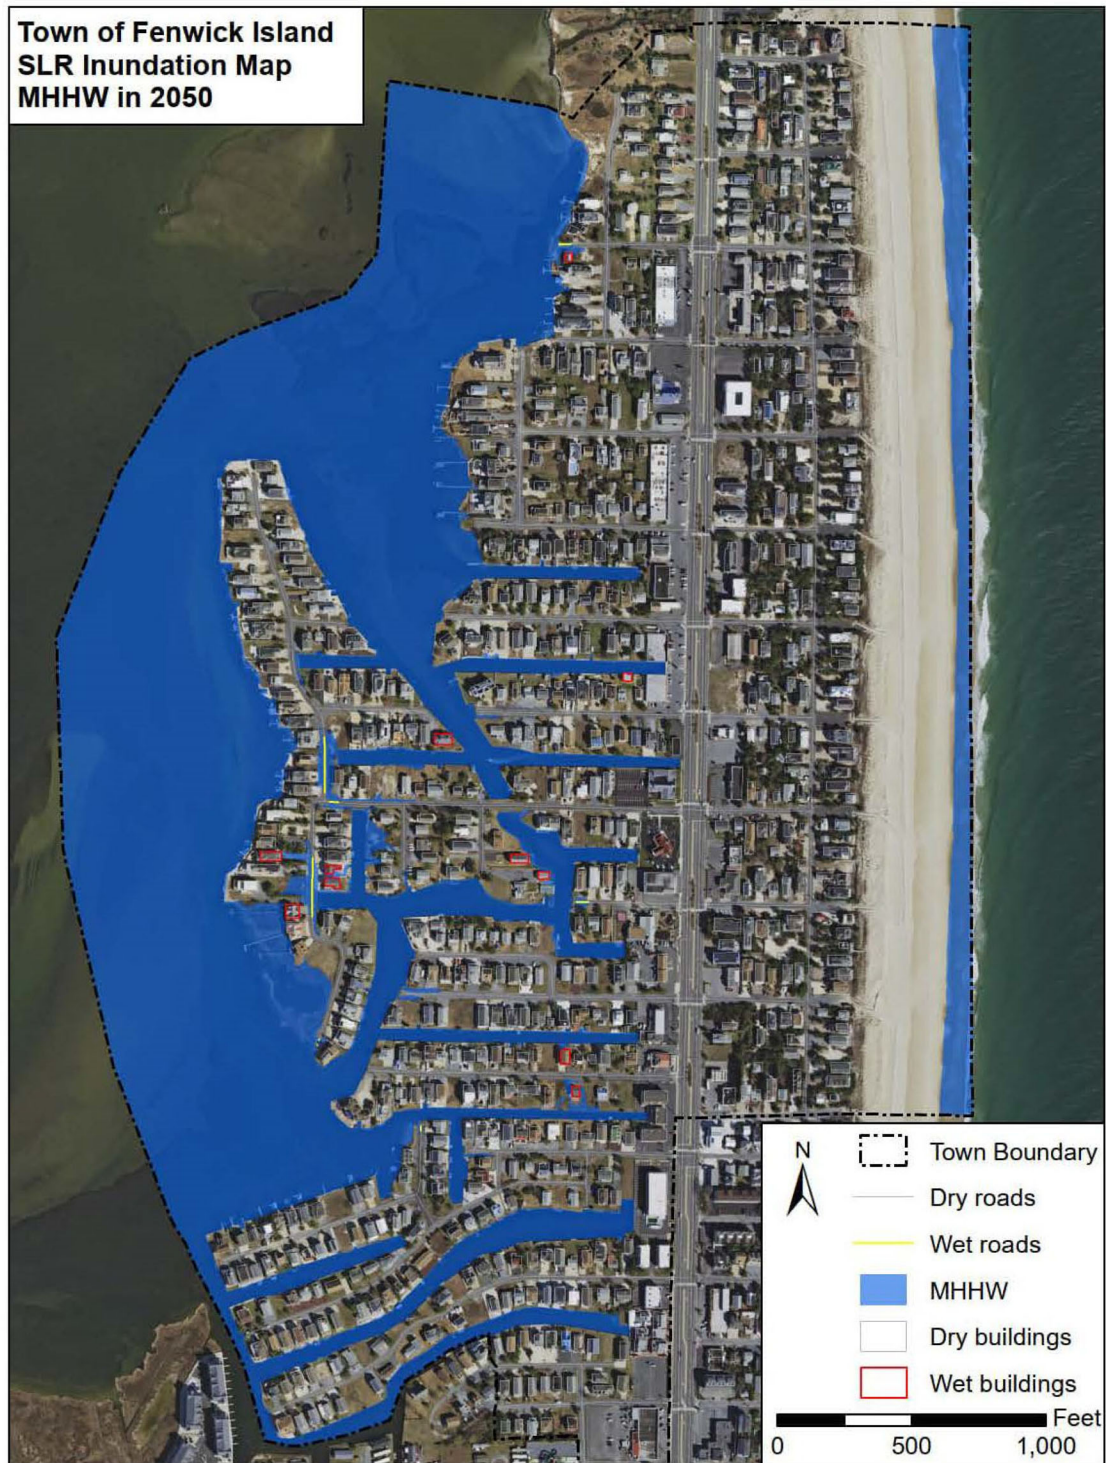 Town of Fenwick Island
SLR Inundation Map
MHHW in 2050
N
Town Boundary
Dry roads
Wet roads
MHHW
Dry buildings
Wet buildings
Feet
0 500 1,000